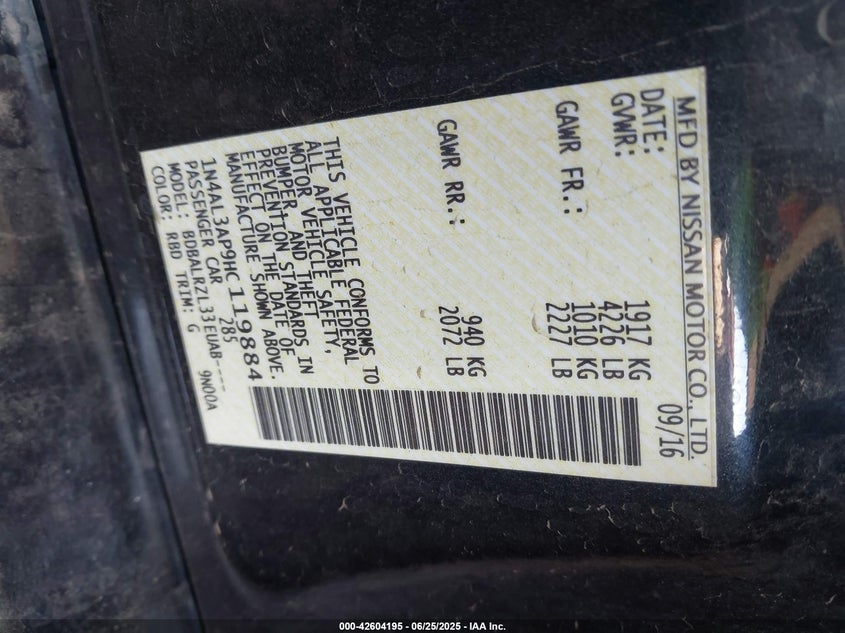 MFD BY NISSAN MOTOR CO., LTD.
DATE: 09/16
GVWR: 1917 KG
4226 LB
GAWR FR.: 1010 KG
2227 LB
GAWR RR.: 940 KG
2072 LB
THIS VEHICLE CONFORMS TO
ALL APPLICABLE FEDERAL
MOTOR VEHICLE SAFETY,
BUMPER, AND THEFT
PREVENTION STANDARDS IN
EFFECT ON THE DATE OF
MANUFACTURE SHOWN ABOVE.
1N4AL3AP9HC119884
PASSENGER CAR 285
MODEL: BDBALRZL33EUAB----
COLOR: RBD TRIM: G 9N00A
000-42604195 - 06/25/2025 - IAA Inc.